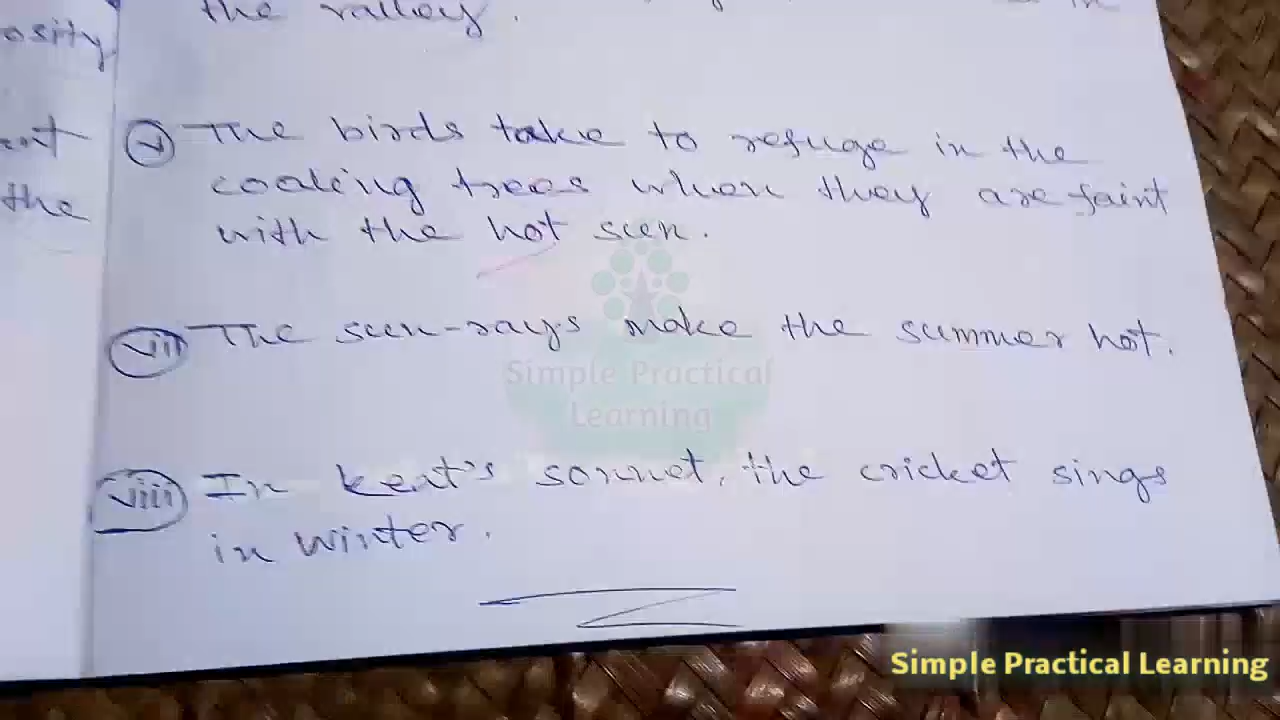 osity
the valley.
in
ⓥ The birds take to refuge in the
cooling trees when they are faint
with the hot sun.
the
vii The sun-rays make the summer hot.
Simple Practical
Learning
viii In Keat's sonnet, the cricket sings
in winter.
Simple Practical Learning